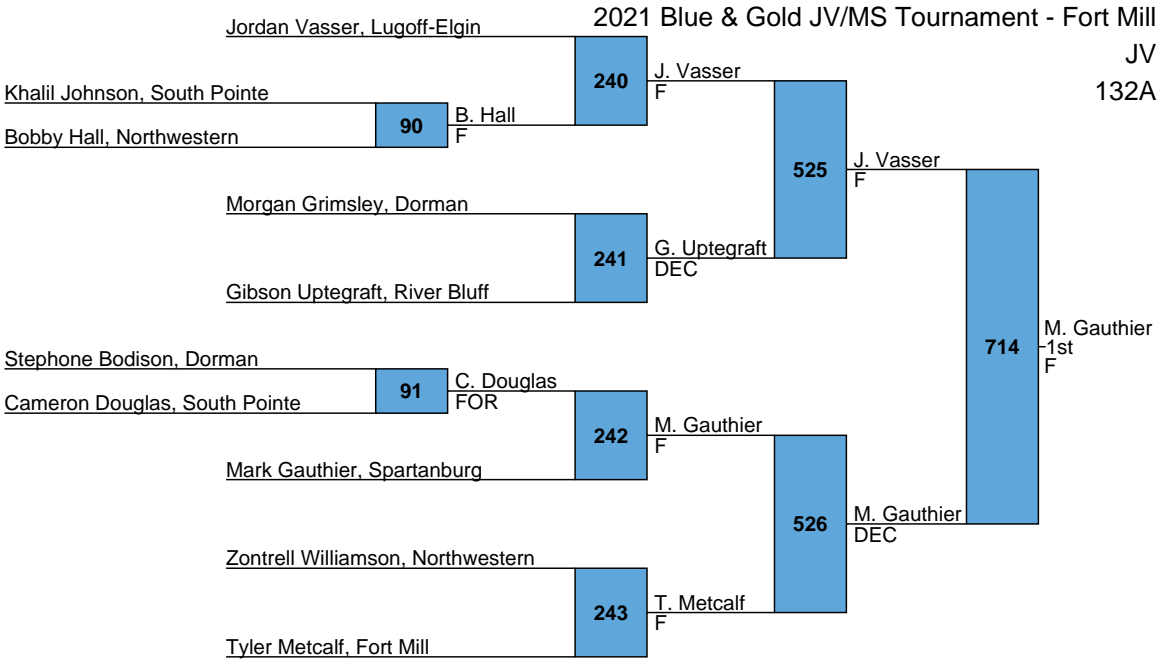 2021 Blue & Gold JV/MS Tournament - Fort Mill
JV
132A
Jordan Vasser, Lugoff-Elgin
240
J. Vasser
F
Khalil Johnson, South Pointe
90
B. Hall
F
Bobby Hall, Northwestern
525
J. Vasser
F
Morgan Grimsley, Dorman
241
G. Uptegraft
DEC
Gibson Uptegraft, River Bluff
714
M. Gauthier
1st
F
Stephone Bodison, Dorman
91
C. Douglas
FOR
Cameron Douglas, South Pointe
242
M. Gauthier
F
Mark Gauthier, Spartanburg
526
M. Gauthier
DEC
Zontrell Williamson, Northwestern
243
T. Metcalf
F
Tyler Metcalf, Fort Mill